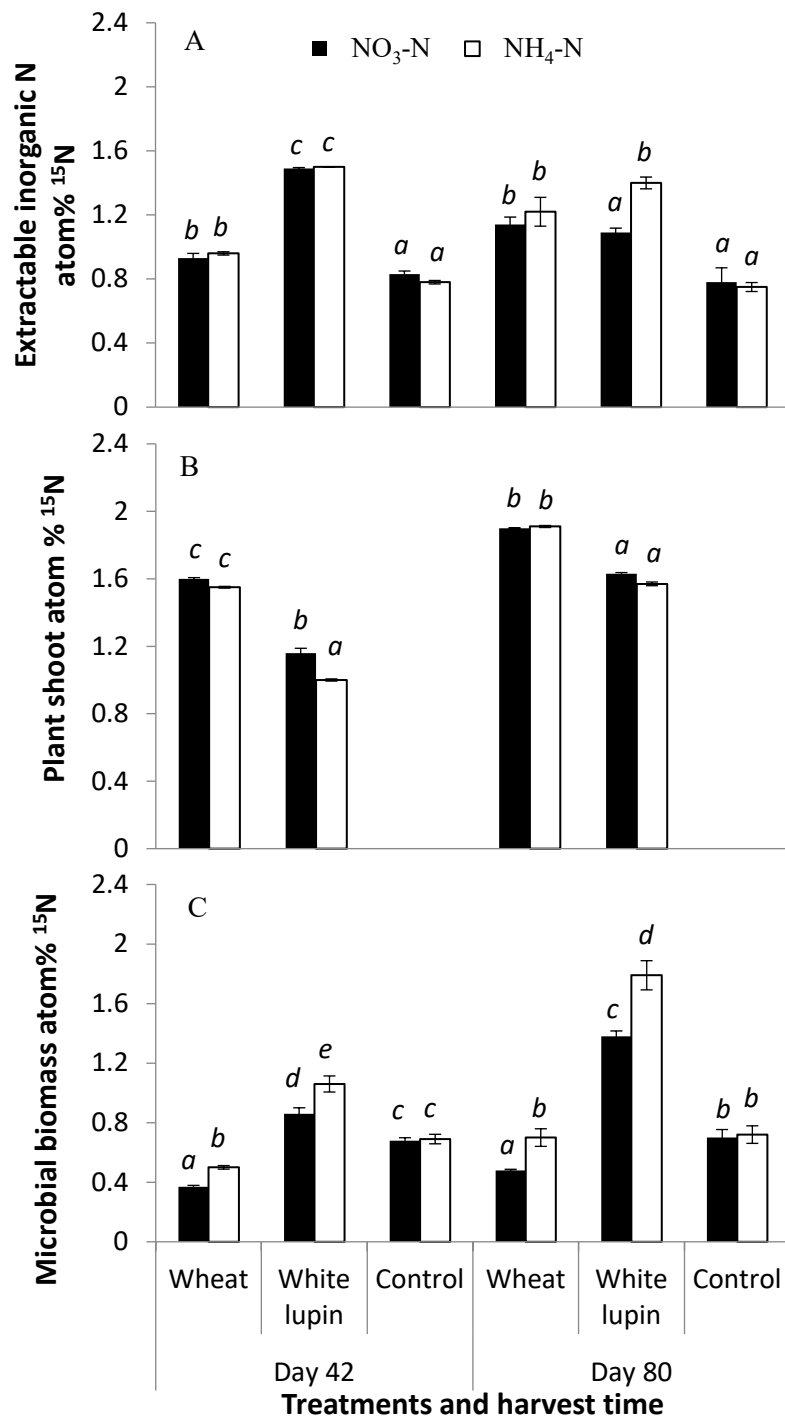 A
NO₃-N NH₄-N
Extractable inorganic N
atom% ¹⁵N
2.4
2
1.6
1.2
0.8
0.4
0
b b c c a a b b a b a a
B
Plant shoot atom % ¹⁵N
2.4
2
1.6
1.2
0.8
0.4
0
c c b a b b a a
C
Microbial biomass atom% ¹⁵N
2.4
2
1.6
1.2
0.8
0.4
0
a b d e c c a b c d b b
Wheat White lupin Control Wheat White lupin Control
Day 42 Day 80
Treatments and harvest time